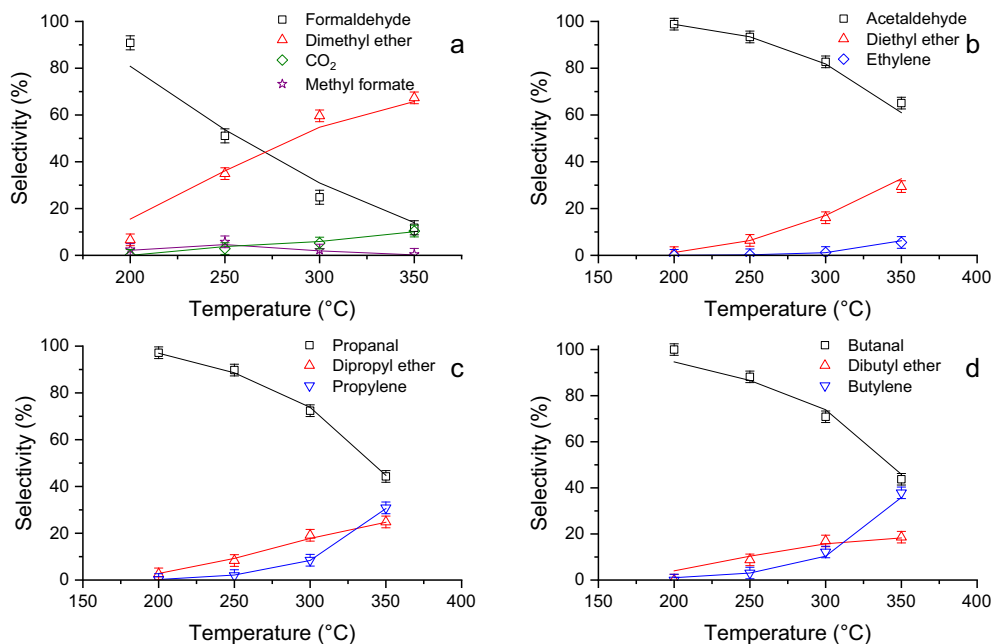 Formaldehyde
Dimethyl ether
CO₂
Methyl formate
a
100
80
60
40
20
0
Selectivity (%)
200
250
300
350
Temperature (°C)
Acetaldehyde
Diethyl ether
Ethylene
b
100
80
60
40
20
0
Selectivity (%)
150
200
250
300
350
400
Temperature (°C)
Propanal
Dipropyl ether
Propylene
c
100
80
60
40
20
0
Selectivity (%)
150
200
250
300
350
400
Temperature (°C)
Butanal
Dibutyl ether
Butylene
d
100
80
60
40
20
0
Selectivity (%)
150
200
250
300
350
400
Temperature (°C)